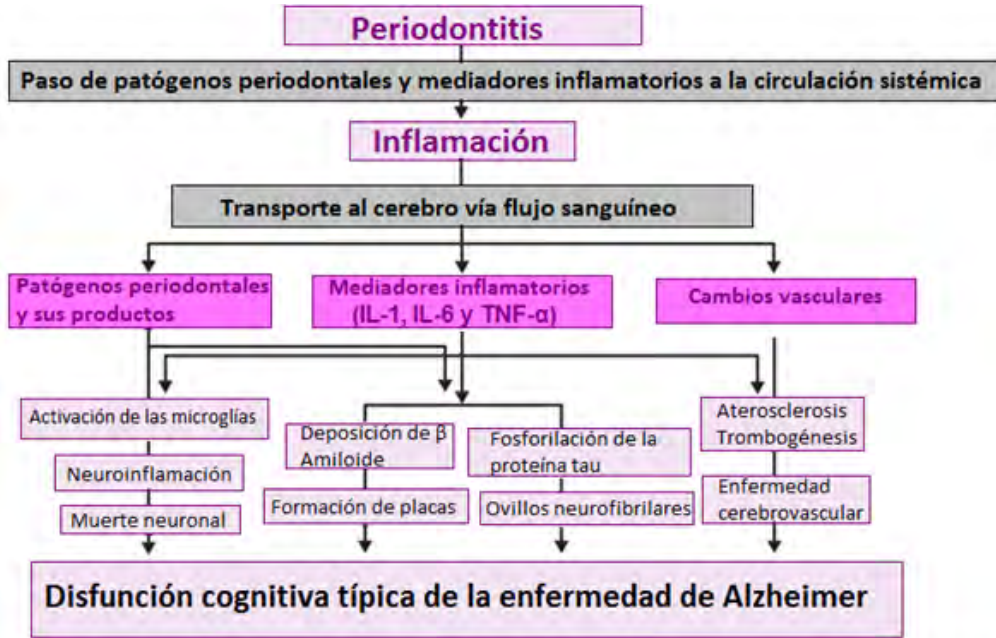 Periodontitis
Paso de patógenos periodontales y mediadores inflamatorios a la circulación sistémica
Inflamación
Transporte al cerebro vía flujo sanguíneo
Patógenos periodontales
y sus productos
Mediadores inflamatorios
(IL-1, IL-6 y TNF-α)
Cambios vasculares
Activación de las microglías
Neuroinflamación
Muerte neuronal
Deposición de β
Amiloide
Formación de placas
Fosforilación de la
proteína tau
Ovillos neurofibrilares
Aterosclerosis
Trombogénesis
Enfermedad
cerebrovascular
Disfunción cognitiva típica de la enfermedad de Alzheimer